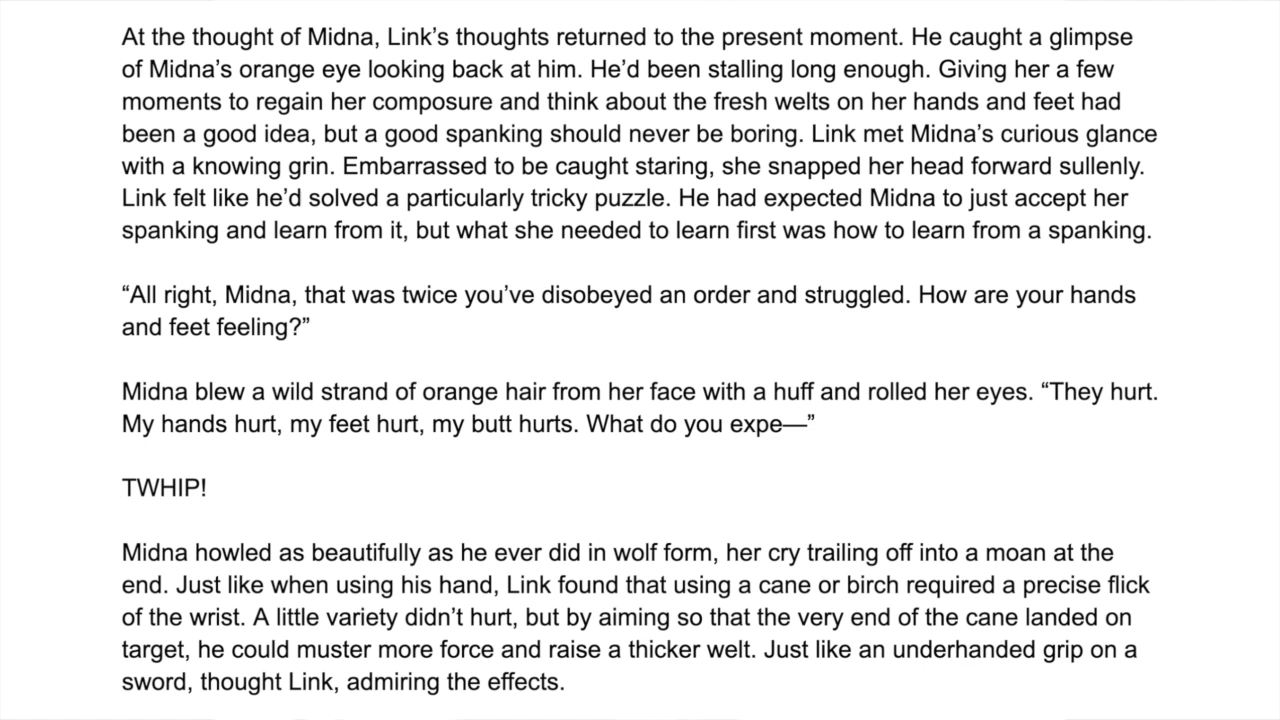 At the thought of Midna, Link’s thoughts returned to the present moment. He caught a glimpse
of Midna’s orange eye looking back at him. He’d been stalling long enough. Giving her a few
moments to regain her composure and think about the fresh welts on her hands and feet had
been a good idea, but a good spanking should never be boring. Link met Midna’s curious glance
with a knowing grin. Embarrassed to be caught staring, she snapped her head forward sullenly.
Link felt like he’d solved a particularly tricky puzzle. He had expected Midna to just accept her
spanking and learn from it, but what she needed to learn first was how to learn from a spanking.
“All right, Midna, that was twice you’ve disobeyed an order and struggled. How are your hands
and feet feeling?”
Midna blew a wild strand of orange hair from her face with a huff and rolled her eyes. “They hurt.
My hands hurt, my feet hurt, my butt hurts. What do you expe—”
TWHIP!
Midna howled as beautifully as he ever did in wolf form, her cry trailing off into a moan at the
end. Just like when using his hand, Link found that using a cane or birch required a precise flick
of the wrist. A little variety didn’t hurt, but by aiming so that the very end of the cane landed on
target, he could muster more force and raise a thicker welt. Just like an underhanded grip on a
sword, thought Link, admiring the effects.